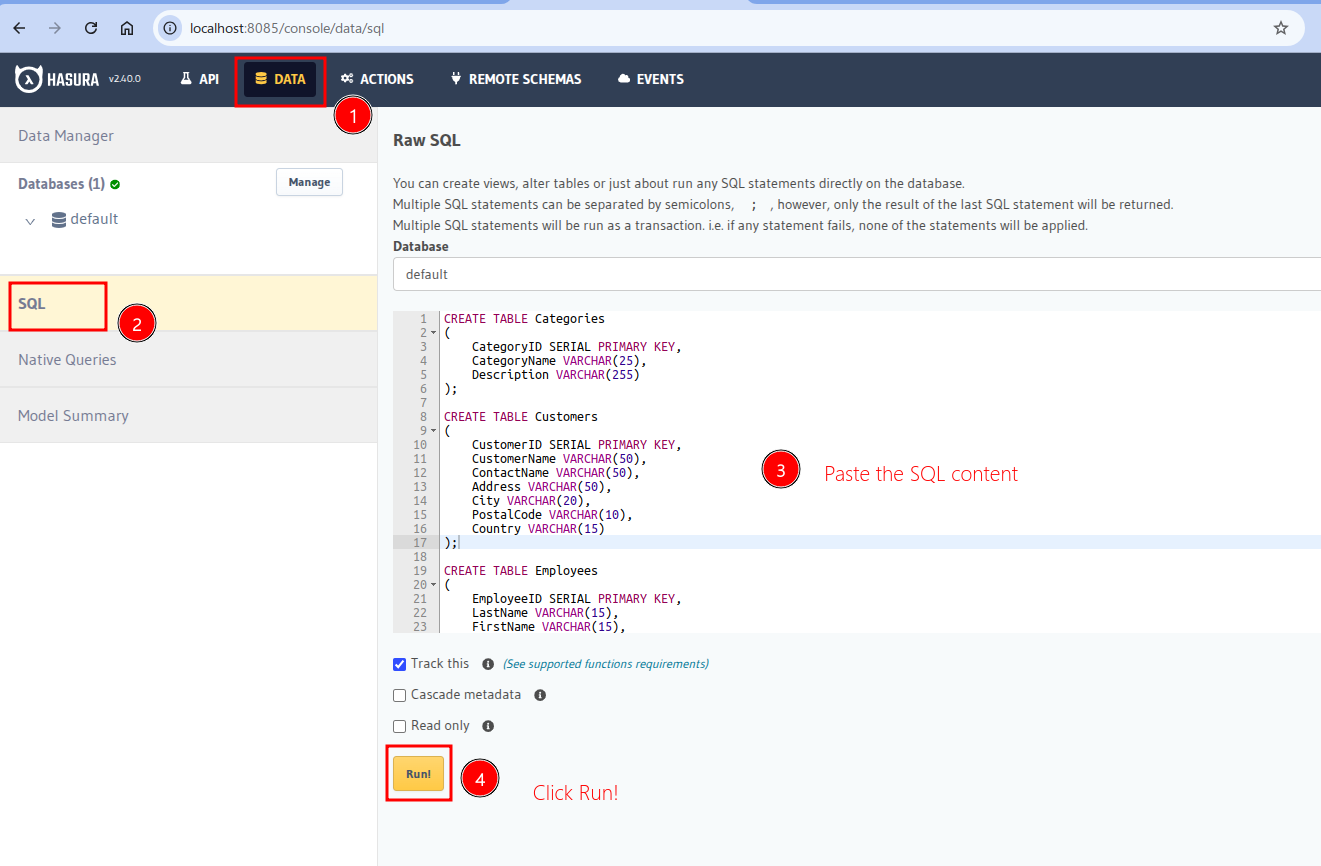 localhost:8085/console/data/sql
HASURA v2.40.0 API DATA ACTIONS REMOTE SCHEMAS EVENTS
1
Data Manager
Databases (1) Manage
default
SQL
2
Native Queries
Model Summary
Raw SQL
You can create views, alter tables or just about run any SQL statements directly on the database.
Multiple SQL statements can be separated by semicolons, ; , however, only the result of the last SQL statement will be returned.
Multiple SQL statements will be run as a transaction. i.e. if any statement fails, none of the statements will be applied.
Database
default
1 CREATE TABLE Categories
2 (
3 CategoryID SERIAL PRIMARY KEY,
4 CategoryName VARCHAR(25),
5 Description VARCHAR(255)
6 );
7
8 CREATE TABLE Customers
9 (
10 CustomerID SERIAL PRIMARY KEY,
11 CustomerName VARCHAR(50),
12 ContactName VARCHAR(50),
13 Address VARCHAR(50),
14 City VARCHAR(20),
15 PostalCode VARCHAR(10),
16 Country VARCHAR(15)
17 );
18
19 CREATE TABLE Employees
20 (
21 EmployeeID SERIAL PRIMARY KEY,
22 LastName VARCHAR(15),
23 FirstName VARCHAR(15),
3 Paste the SQL content
Track this (See supported functions requirements)
Cascade metadata
Read only
Run!
4 Click Run!